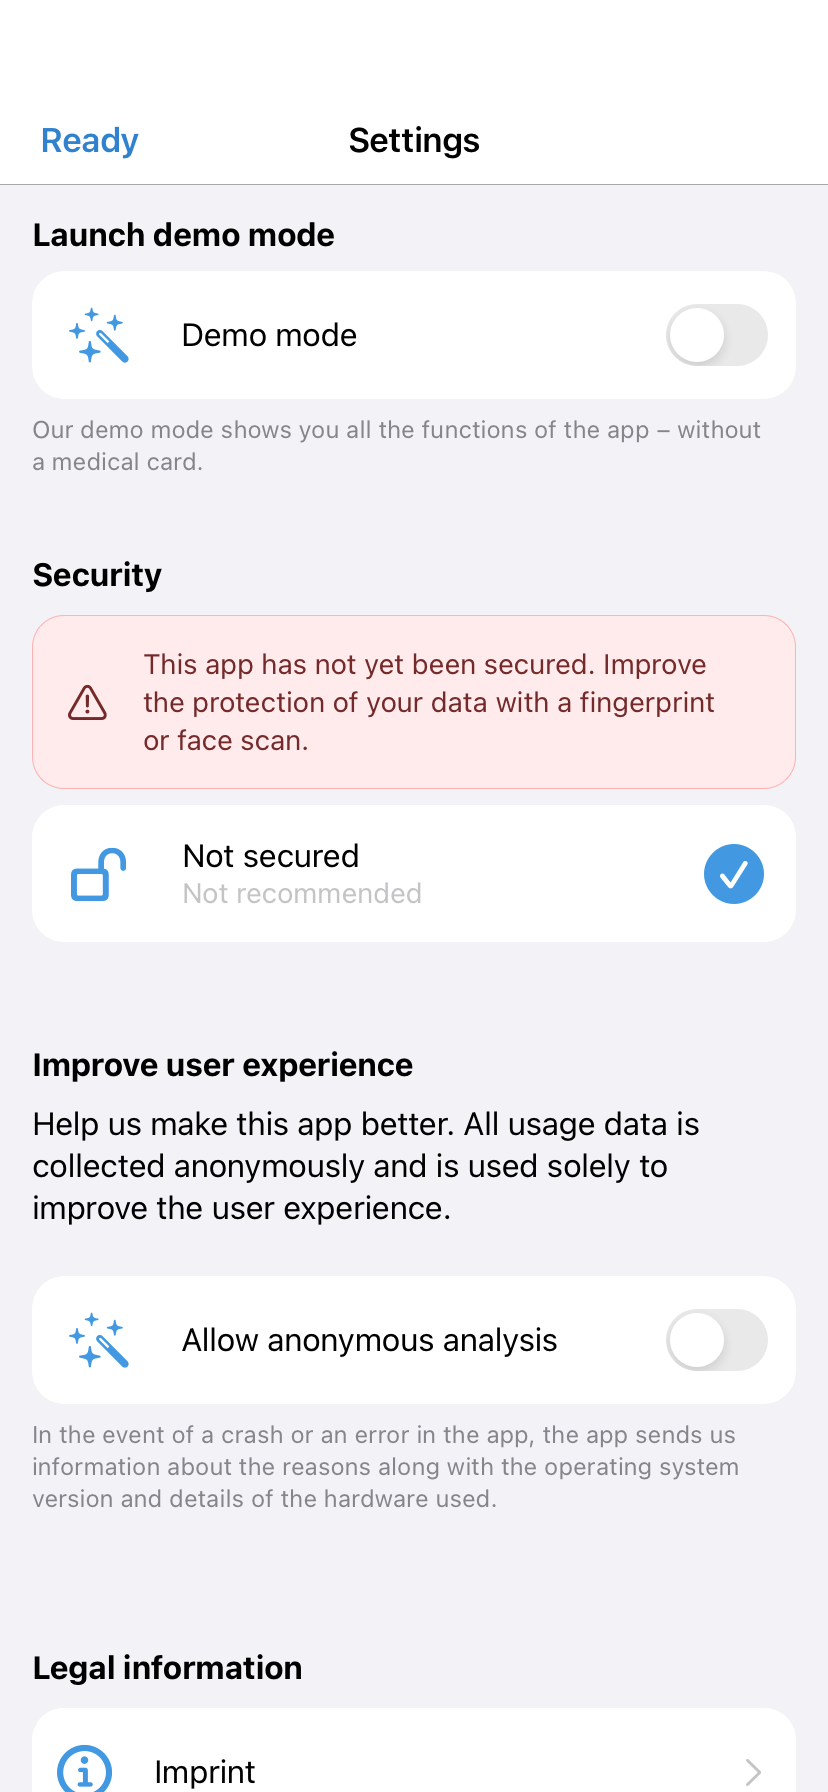 Ready
Settings
Launch demo mode
Demo mode
Our demo mode shows you all the functions of the app – without
a medical card.
Security
This app has not yet been secured. Improve
the protection of your data with a fingerprint
or face scan.
Not secured
Not recommended
Improve user experience
Help us make this app better. All usage data is
collected anonymously and is used solely to
improve the user experience.
Allow anonymous analysis
In the event of a crash or an error in the app, the app sends us
information about the reasons along with the operating system
version and details of the hardware used.
Legal information
Imprint